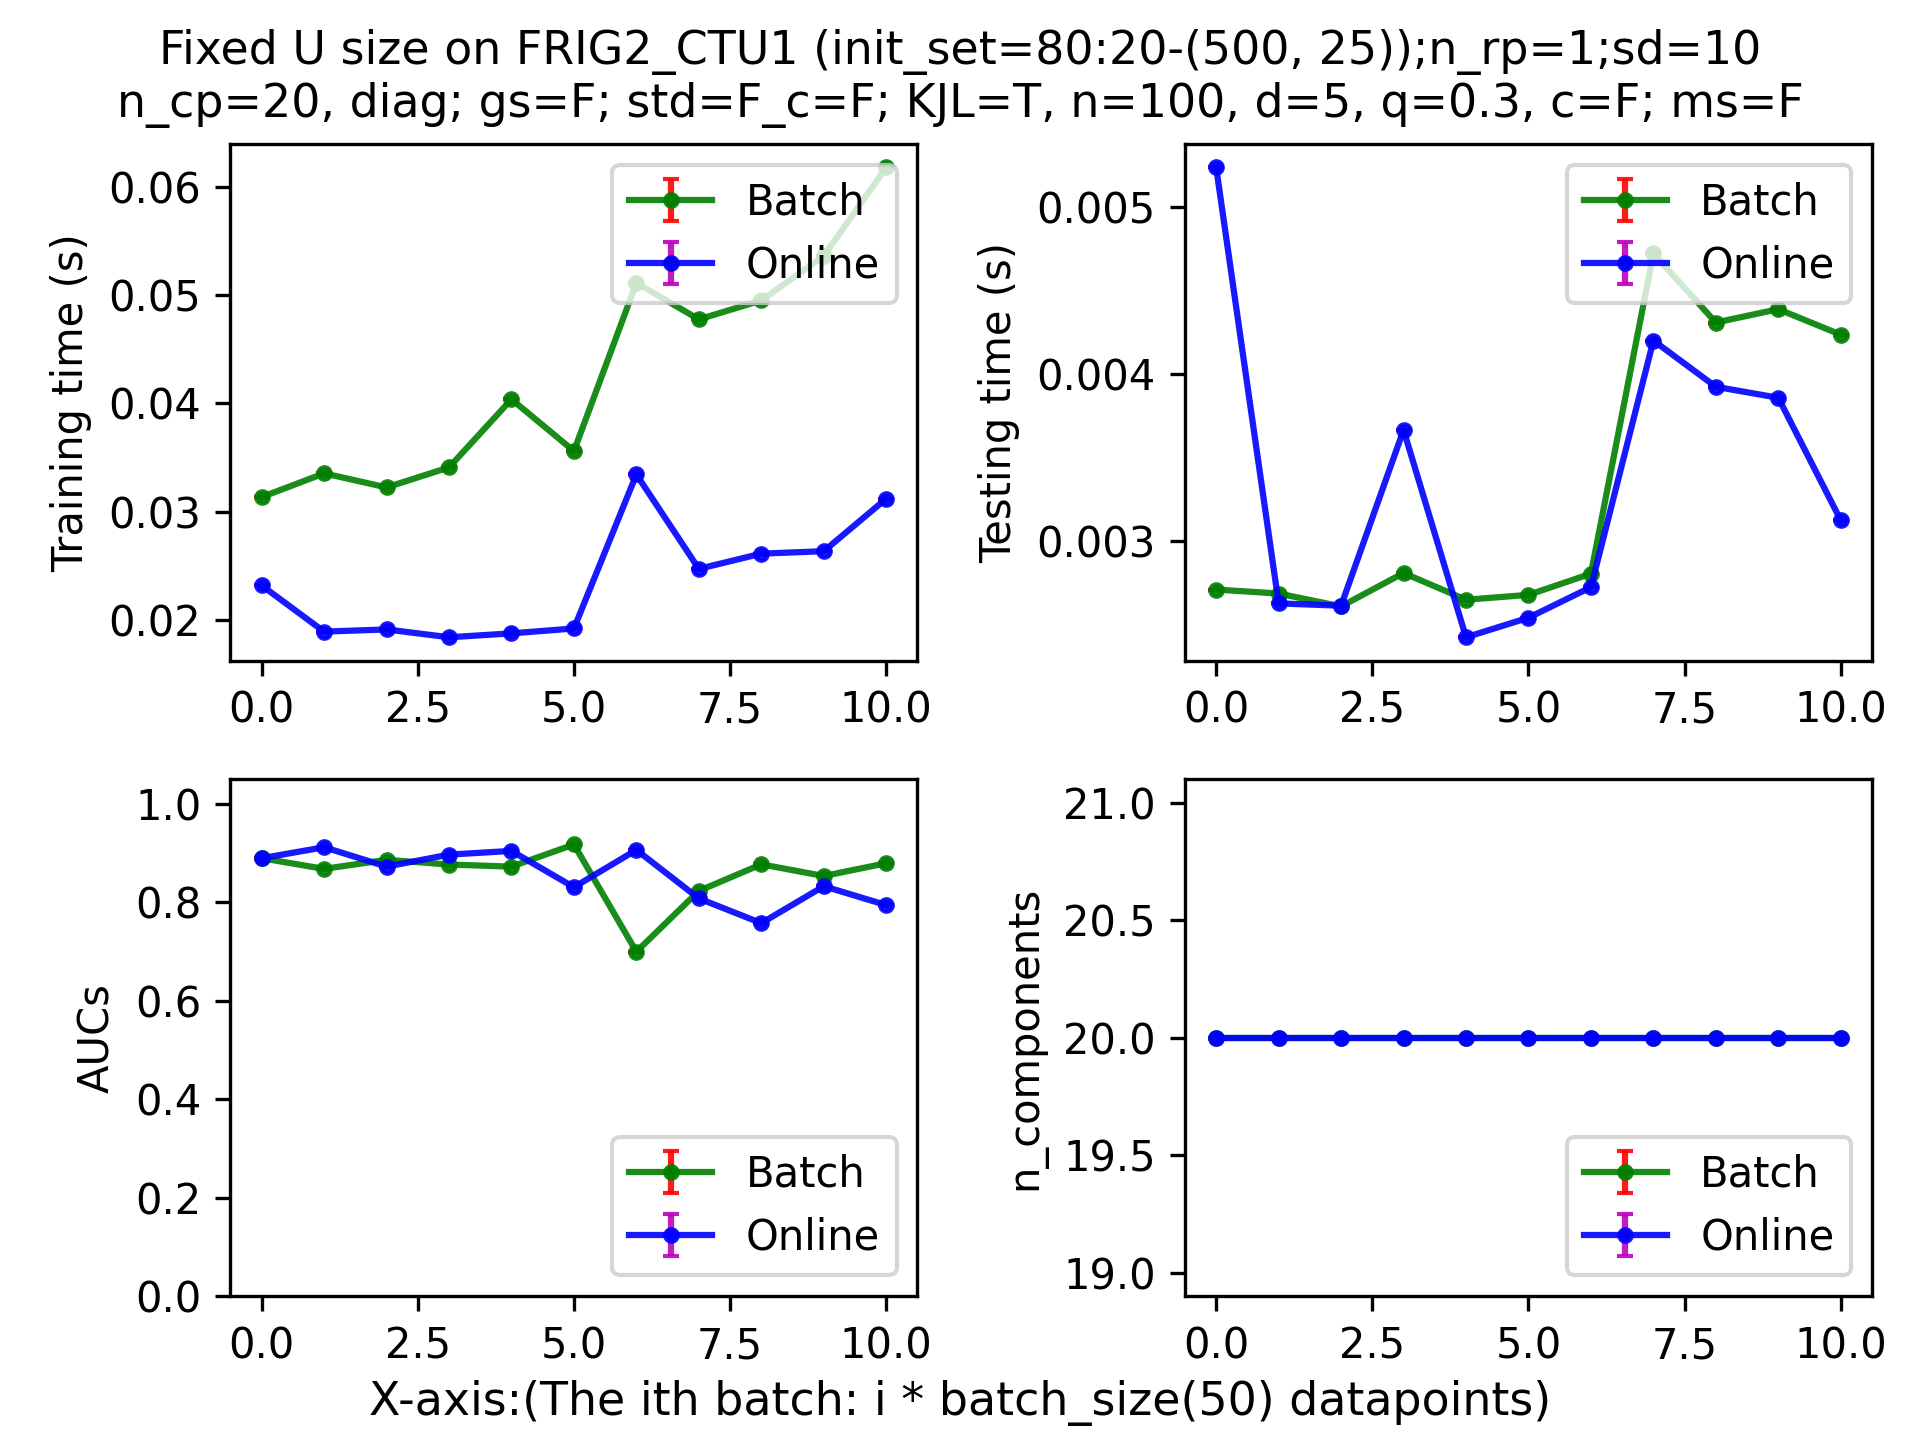 Fixed U size on FRIG2_CTU1 (init_set=80:20-(500, 25));n_rp=1;sd=10
n_cp=20, diag; gs=F; std=F_c=F; KJL=T, n=100, d=5, q=0.3, c=F; ms=F
Training time (s)
0.06
0.05
0.04
0.03
0.02
0.0 2.5 5.0 7.5 10.0
Batch
Online
Testing time (s)
0.005
0.004
0.003
0.0 2.5 5.0 7.5 10.0
Batch
Online
AUCs
1.0
0.8
0.6
0.4
0.2
0.0
0.0 2.5 5.0 7.5 10.0
Batch
Online
n_components
21.0
20.5
20.0
19.5
19.0
0.0 2.5 5.0 7.5 10.0
Batch
Online
X-axis:(The ith batch: i * batch_size(50) datapoints)